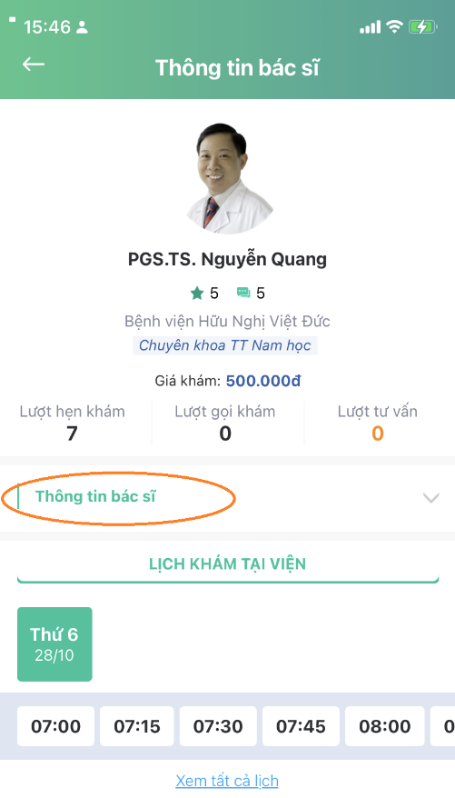 15:46
Thông tin bác sĩ
PGS.TS. Nguyễn Quang
5 5
Bệnh viện Hữu Nghị Việt Đức
Chuyên khoa TT Nam học
Giá khám: 500.000đ
Lượt hẹn khám Lượt gọi khám Lượt tư vấn
7 0 0
Thông tin bác sĩ
LỊCH KHÁM TẠI VIỆN
Thứ 6
28/10
07:00 07:15 07:30 07:45 08:00 0
Xem tất cả lịch